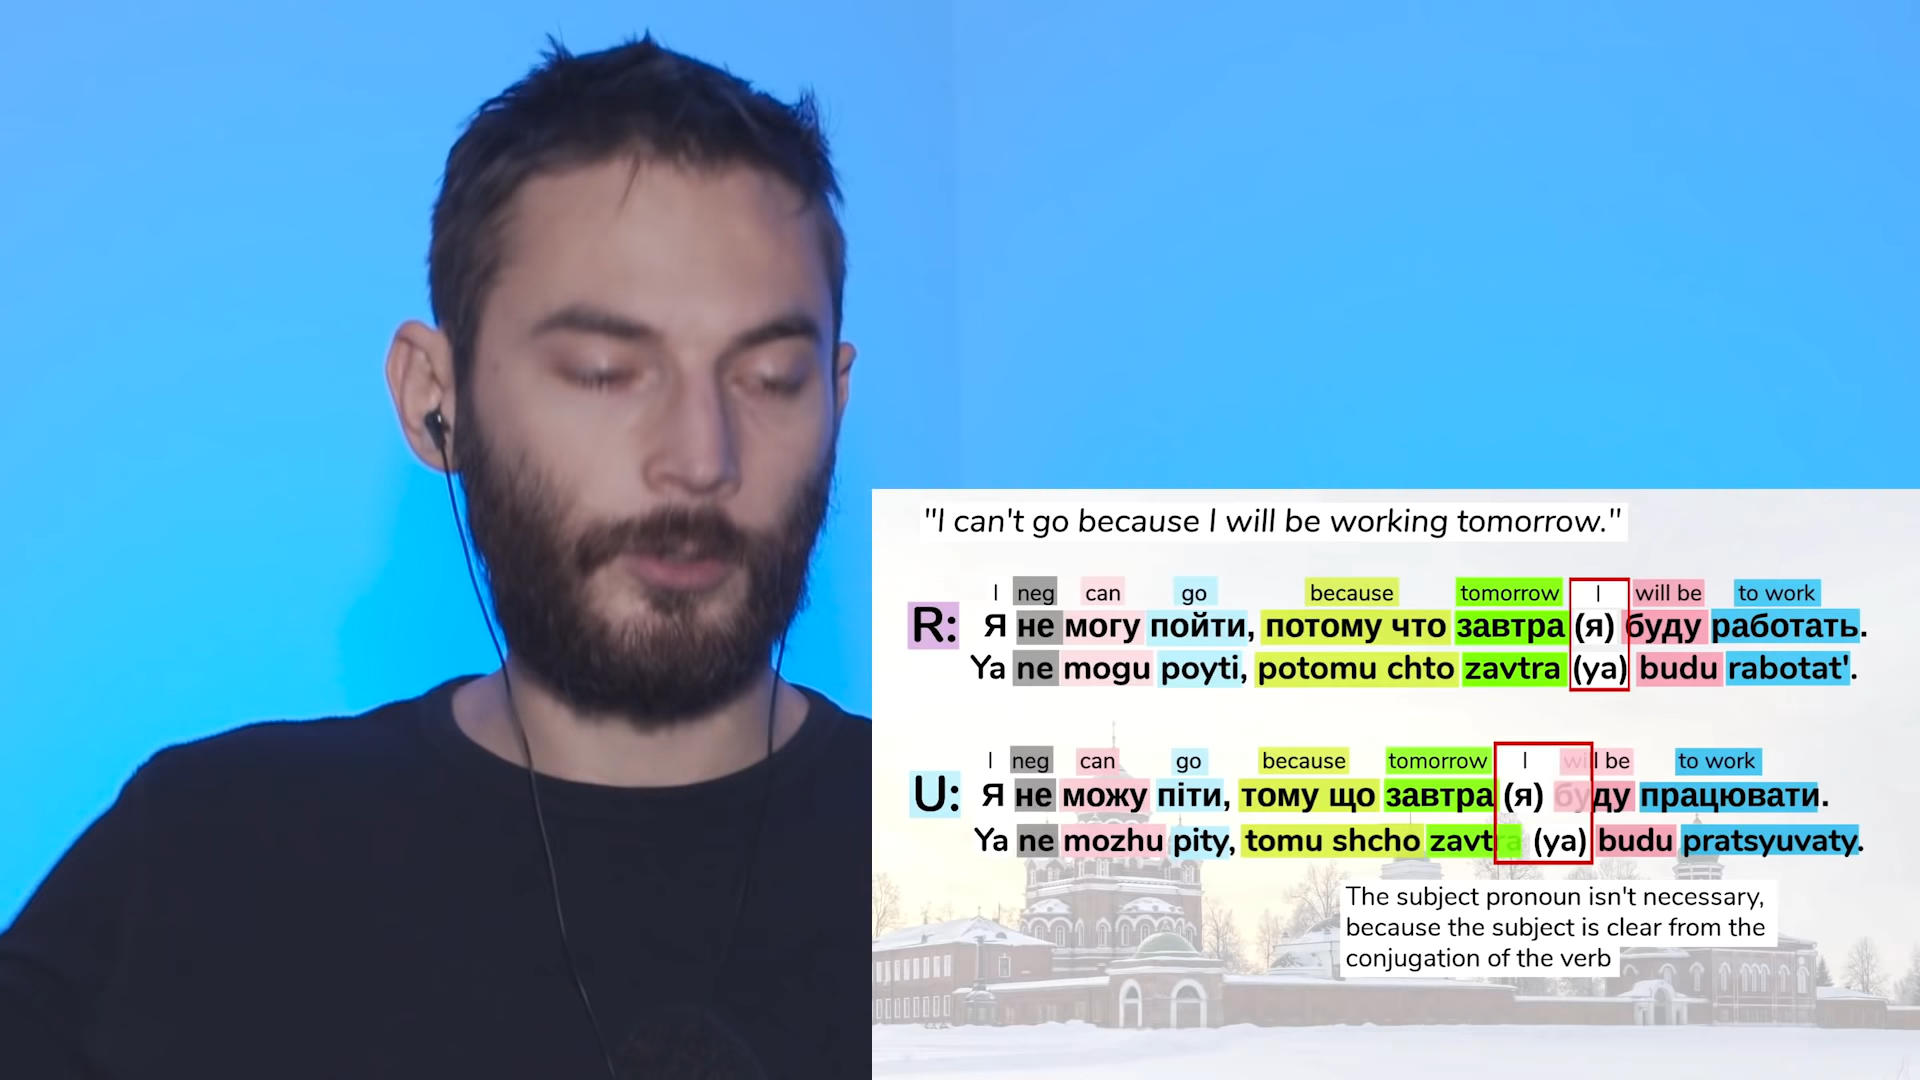 "I can't go because I will be working tomorrow."
I neg can go because tomorrow I will be to work
R: Я не могу пойти, потому что завтра (я) буду работать.
Ya ne mogu poyti, potomu chto zavtra (ya) budu rabotat'.
I neg can go because tomorrow I will be to work
U: Я не можу піти, тому що завтра (я) буду працювати.
Ya ne mozhu pity, tomu shcho zavtra (ya) budu pratsyuvaty.
The subject pronoun isn't necessary,
because the subject is clear from the
conjugation of the verb